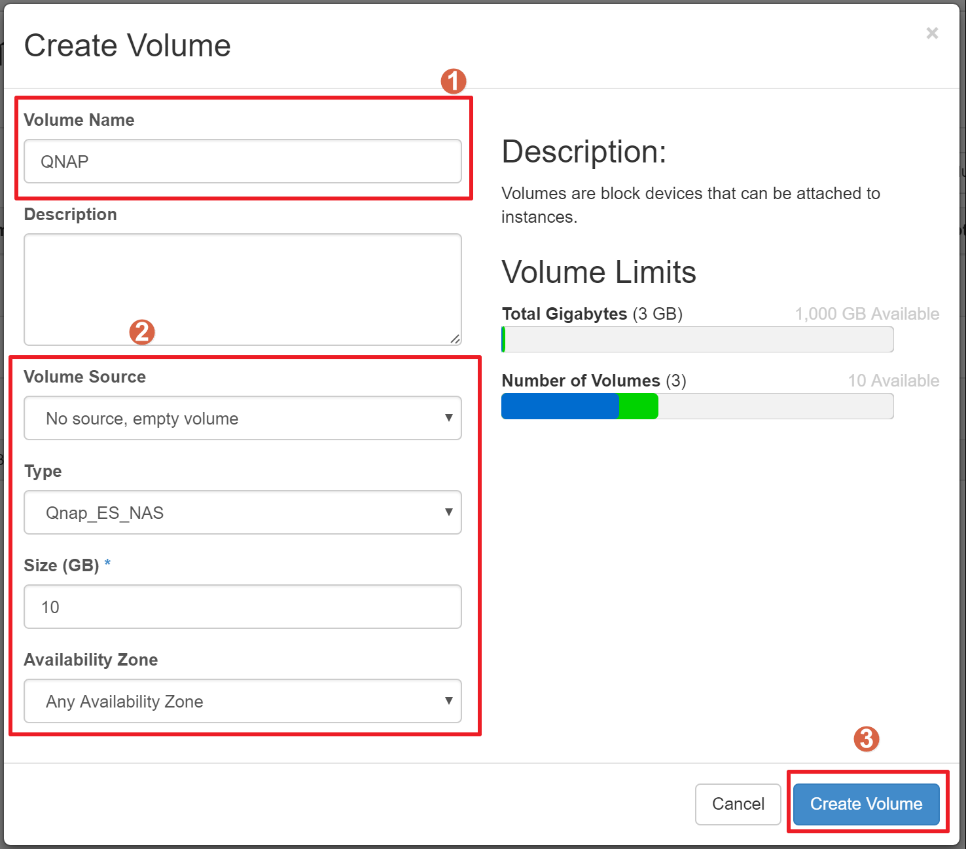 Create Volume
×
1
Volume Name
QNAP
Description
2
Volume Source
No source, empty volume
Type
Qnap_ES_NAS
Size (GB) *
10
Availability Zone
Any Availability Zone
Description:
Volumes are block devices that can be attached to
instances.
Volume Limits
Total Gigabytes (3 GB) 1,000 GB Available
Number of Volumes (3) 10 Available
3
Cancel
Create Volume